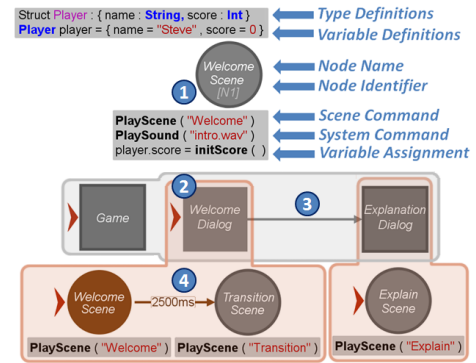 Struct Player : { name : String, score : Int }
Type Definitions
Player player = { name = "Steve" , score = 0 }
Variable Definitions
Welcome
Scene
[N1]
Node Name
Node Identifier
1
PlayScene ( "Welcome" )
Scene Command
PlaySound ( "intro.wav" )
System Command
player.score = initScore ( )
Variable Assignment
2
3
Game
Welcome
Dialog
Explanation
Dialog
4
Welcome
Scene
2500ms
Transition
Scene
Explain
Scene
PlayScene ( "Welcome" )
PlayScene ( "Transition" )
PlayScene ( "Explain" )